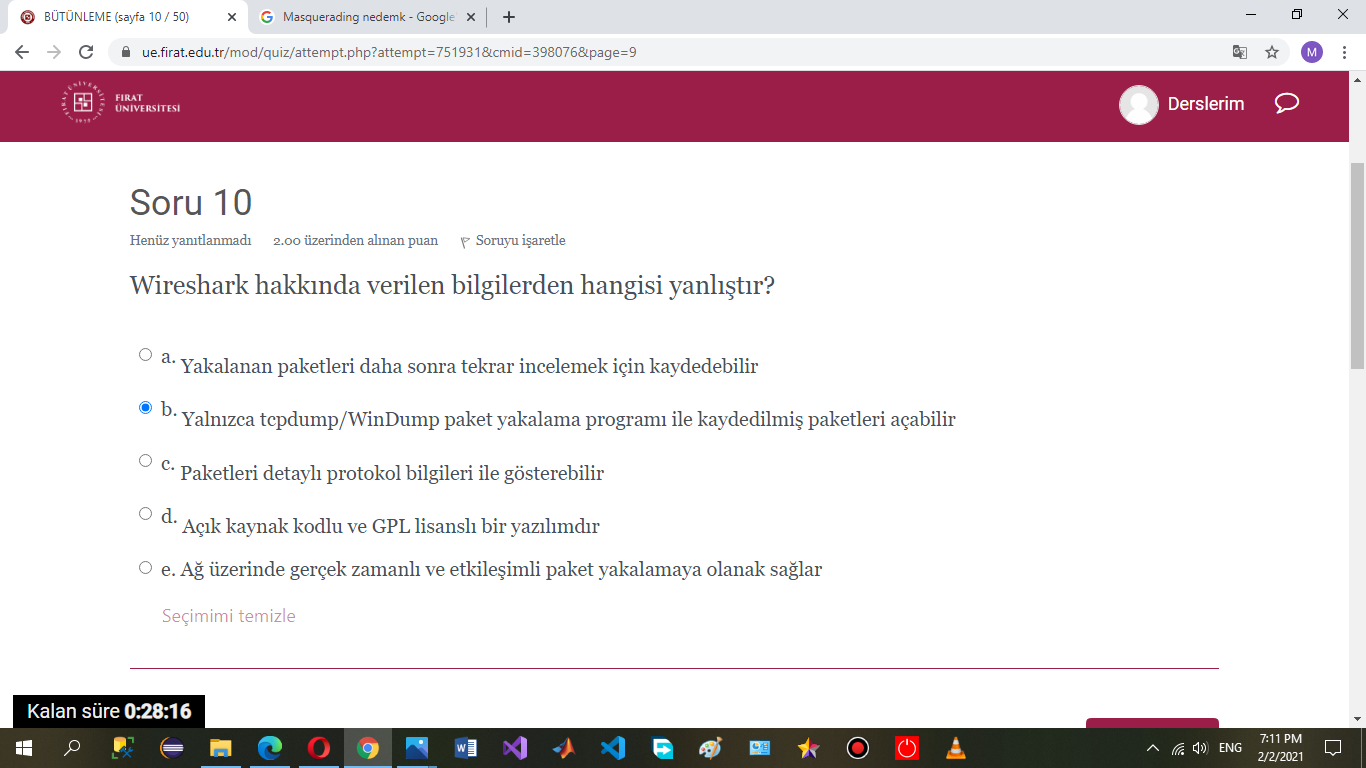 BÜTÜNLEME (sayfa 10 / 50)
Masquerading nedemk - Google
ue.firat.edu.tr/mod/quiz/attempt.php?attempt=751931&cmid=398076&page=9
M
FIRAT
ÜNİVERSİTESİ
Derslerim
Soru 10
Henüz yanıtlanmadı 2.00 üzerinden alınan puan Soruyu işaretle
Wireshark hakkında verilen bilgilerden hangisi yanlıştır?
a. Yakalanan paketleri daha sonra tekrar incelemek için kaydedebilir
b. Yalnızca tcpdump/WinDump paket yakalama programı ile kaydedilmiş paketleri açabilir
c. Paketleri detaylı protokol bilgileri ile gösterebilir
d. Açık kaynak kodlu ve GPL lisanslı bir yazılımdır
e. Ağ üzerinde gerçek zamanlı ve etkileşimli paket yakalamaya olanak sağlar
Seçimimi temizle
Kalan süre 0:28:16
ENG
7:11 PM
2/2/2021